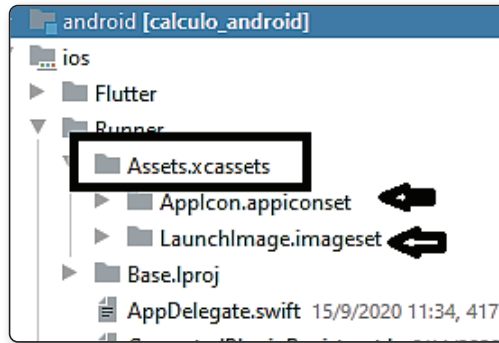 android [calculo_android]
ios
Flutter
Runner
Assets.xcassets
AppIcon.appiconset
LaunchImage.imageset
Base.lproj
AppDelegate.swift 15/9/2020 11:34, 417